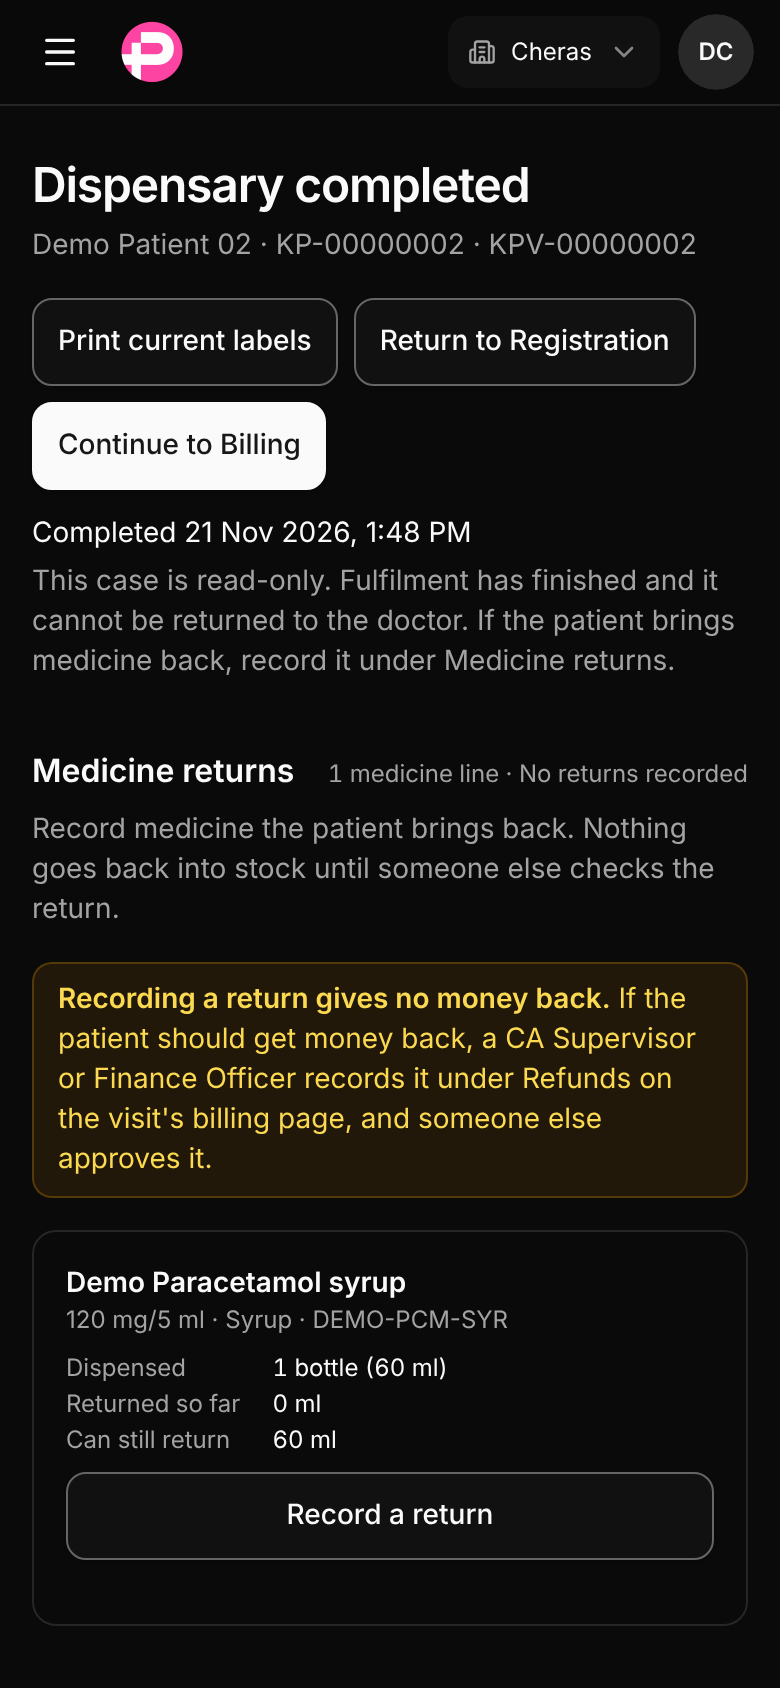 Cheras
DC
Dispensary completed
Demo Patient 02 · KP-00000002 · KPV-00000002
Print current labels
Return to Registration
Continue to Billing
Completed 21 Nov 2026, 1:48 PM
This case is read-only. Fulfilment has finished and it
cannot be returned to the doctor. If the patient brings
medicine back, record it under Medicine returns.
Medicine returns
1 medicine line · No returns recorded
Record medicine the patient brings back. Nothing
goes back into stock until someone else checks the
return.
Recording a return gives no money back. If the
patient should get money back, a CA Supervisor
or Finance Officer records it under Refunds on
the visit's billing page, and someone else
approves it.
Demo Paracetamol syrup
120 mg/5 ml · Syrup · DEMO-PCM-SYR
Dispensed 1 bottle (60 ml)
Returned so far 0 ml
Can still return 60 ml
Record a return